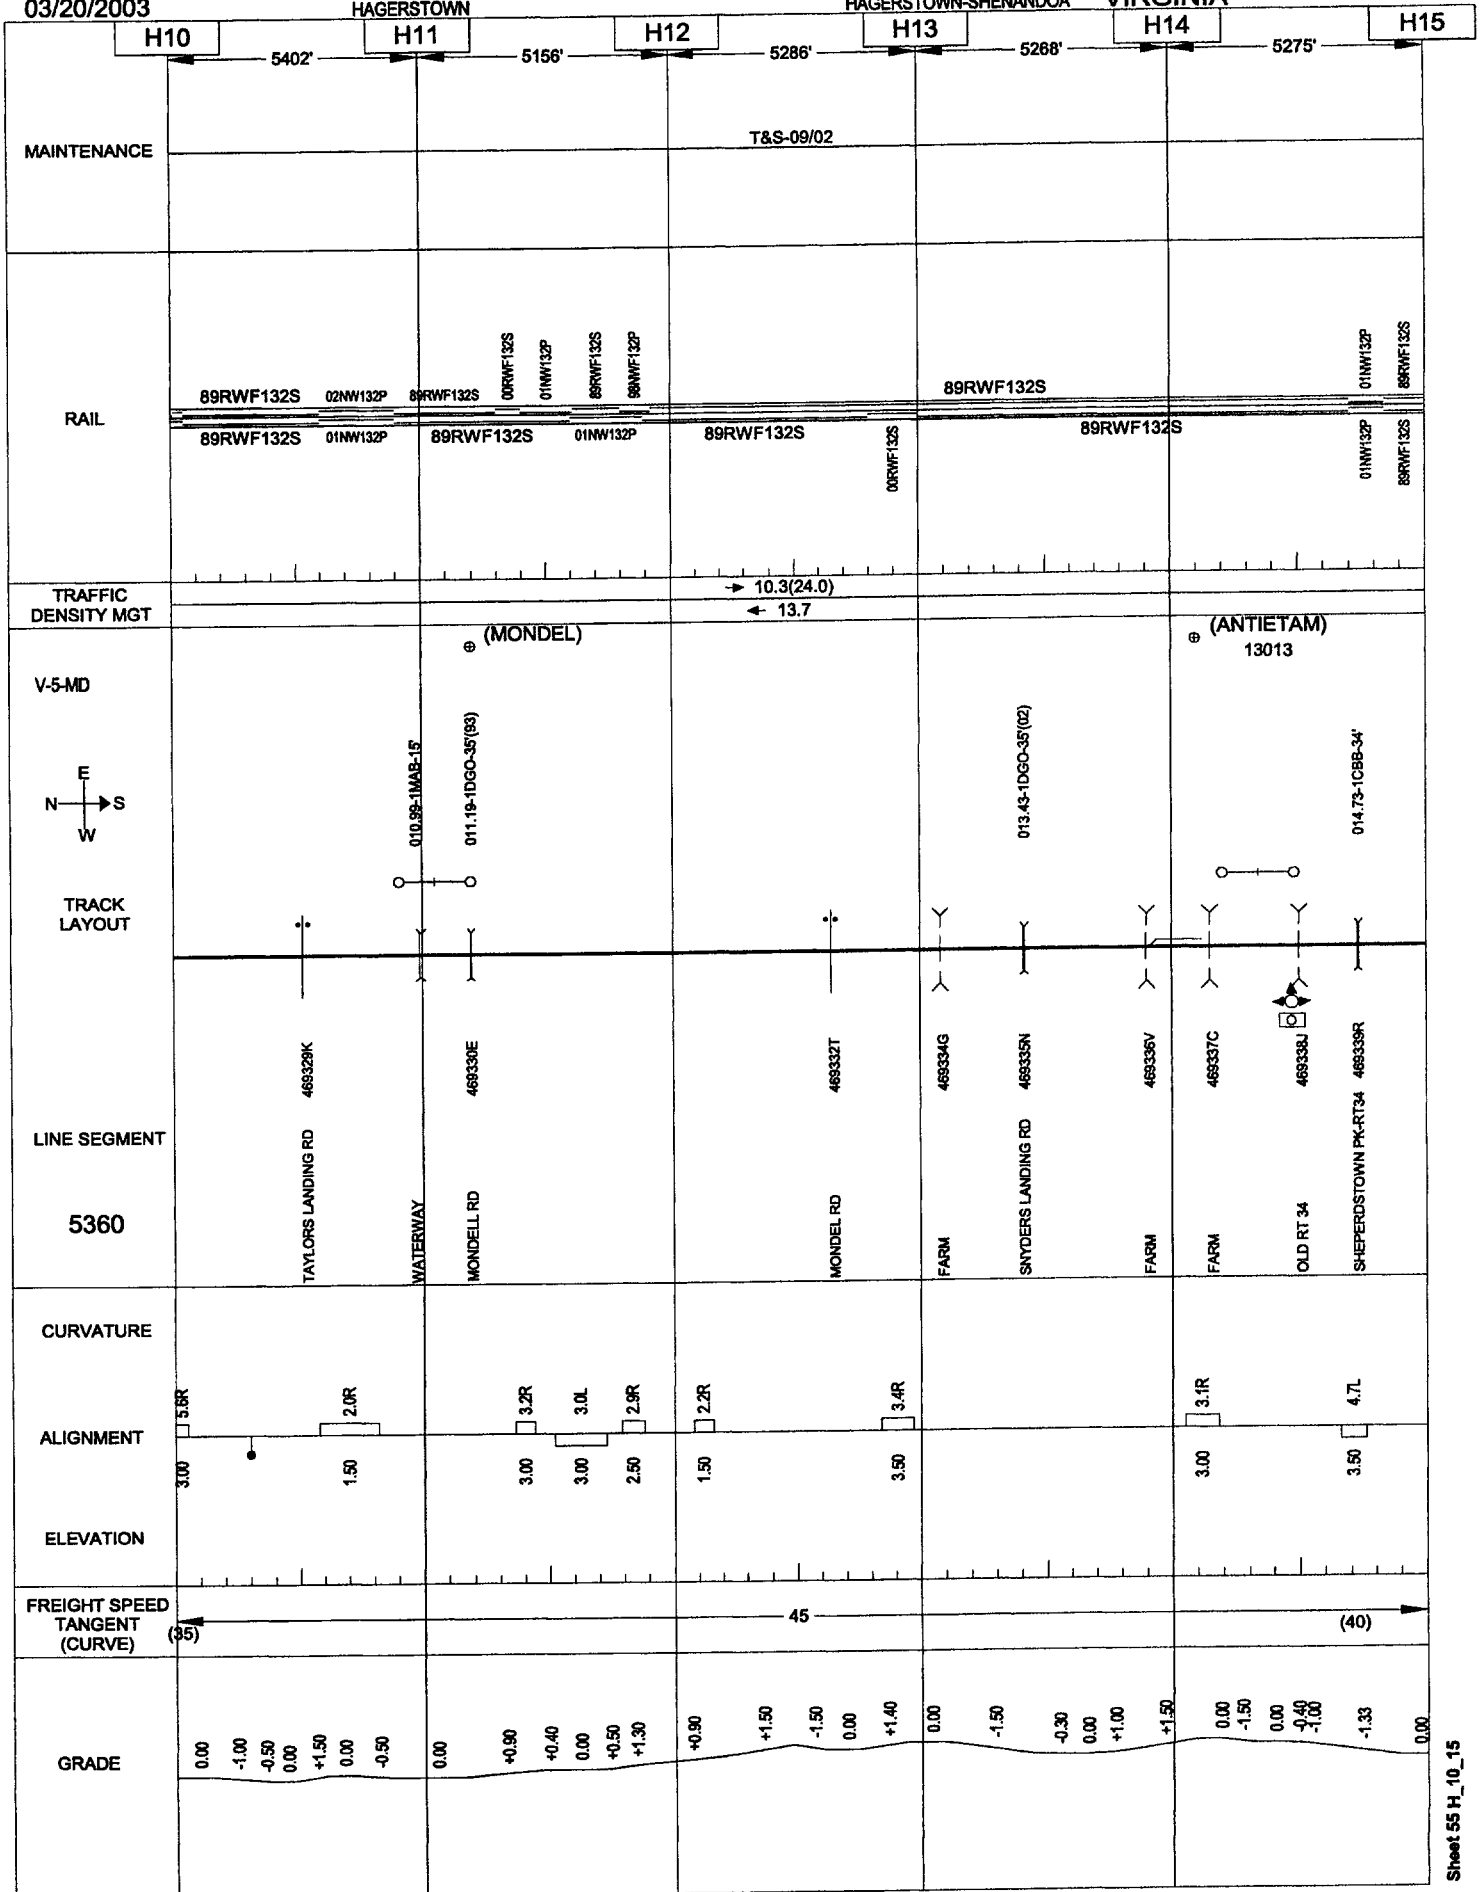 03/20/2003
HAGERSTOWN
HAGERSTOWN-SHENANDOA
VIRGINIA
H10
H11
H12
H13
H14
H15
5402'
5156'
5286'
5268'
5275'
MAINTENANCE
T&S-09/02
RAIL
89RWF132S
02NW132P
89RWF132S
00RWF132S
01NW132P
89RWF132S
98NWF132P
89RWF132S
01NW132P
89RWF132S
89RWF132S
01NW132P
89RWF132S
01NW132P
89RWF132S
00RWF132S
89RWF132S
01NW132P
89RWF132S
TRAFFIC
DENSITY MGT
10.3(24.0)
13.7
V-5-MD
(MONDEL)
(ANTIETAM)
13013
E
N
S
W
010.99-1MAB-15'
011.19-1DGO-35'(93)
013.43-1DGO-35'(02)
014.73-1CBB-34'
TRACK
LAYOUT
469329K
469330E
469332T
469334G
469335N
469336V
469337C
469338J
469339R
LINE SEGMENT
5360
TAYLORS LANDING RD
WATERWAY
MONDELL RD
MONDEL RD
FARM
SNYDERS LANDING RD
FARM
FARM
OLD RT 34
SHEPERDSTOWN PK-RT34
CURVATURE
5.6R
2.0R
3.2R
3.0L
2.9R
2.2R
3.4R
3.1R
4.7L
ALIGNMENT
3.00
1.50
3.00
3.00
2.50
1.50
3.50
3.00
3.50
ELEVATION
FREIGHT SPEED
TANGENT
(CURVE)
(35)
45
(40)
GRADE
0.00
-1.00
-0.50
0.00
+1.50
0.00
-0.50
0.00
+0.90
+0.40
0.00
+0.50
+1.30
+0.90
+1.50
-1.50
0.00
+1.40
0.00
-1.50
-0.30
0.00
+1.00
+1.50
0.00
-1.50
0.00
-0.40
-1.00
-1.33
0.00
Sheet 55 H_10_15